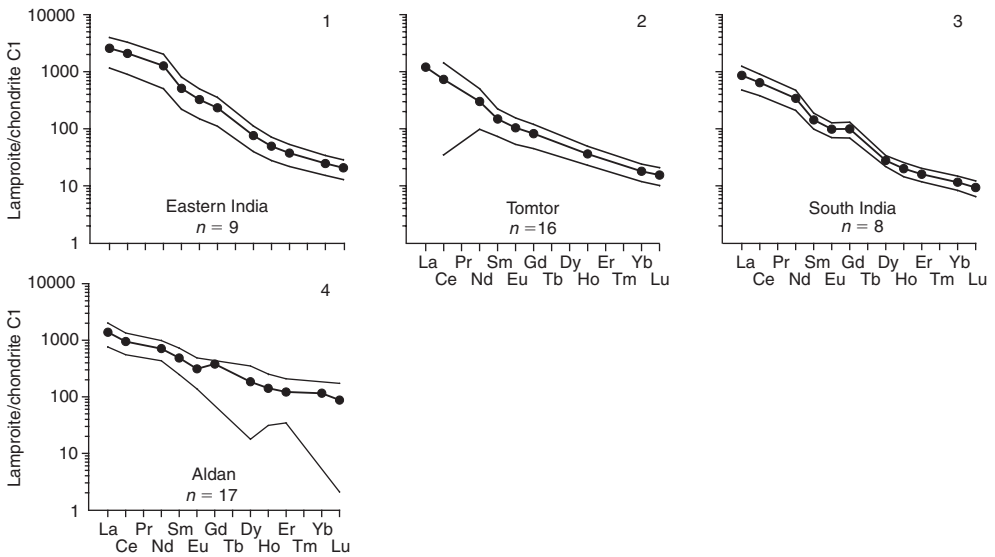 Lamproite/chondrite C1
10000
1000
100
10
1
1
Eastern India
n = 9
2
Tomtor
n =16
La Pr Sm Gd Dy Er Yb
Ce Nd Eu Tb Ho Tm Lu
3
South India
n = 8
La Pr Sm Gd Dy Er Yb
Ce Nd Eu Tb Ho Tm Lu
Lamproite/chondrite C1
10000
1000
100
10
1
4
Aldan
n = 17
La Pr Sm Gd Dy Er Yb
Ce Nd Eu Tb Ho Tm Lu